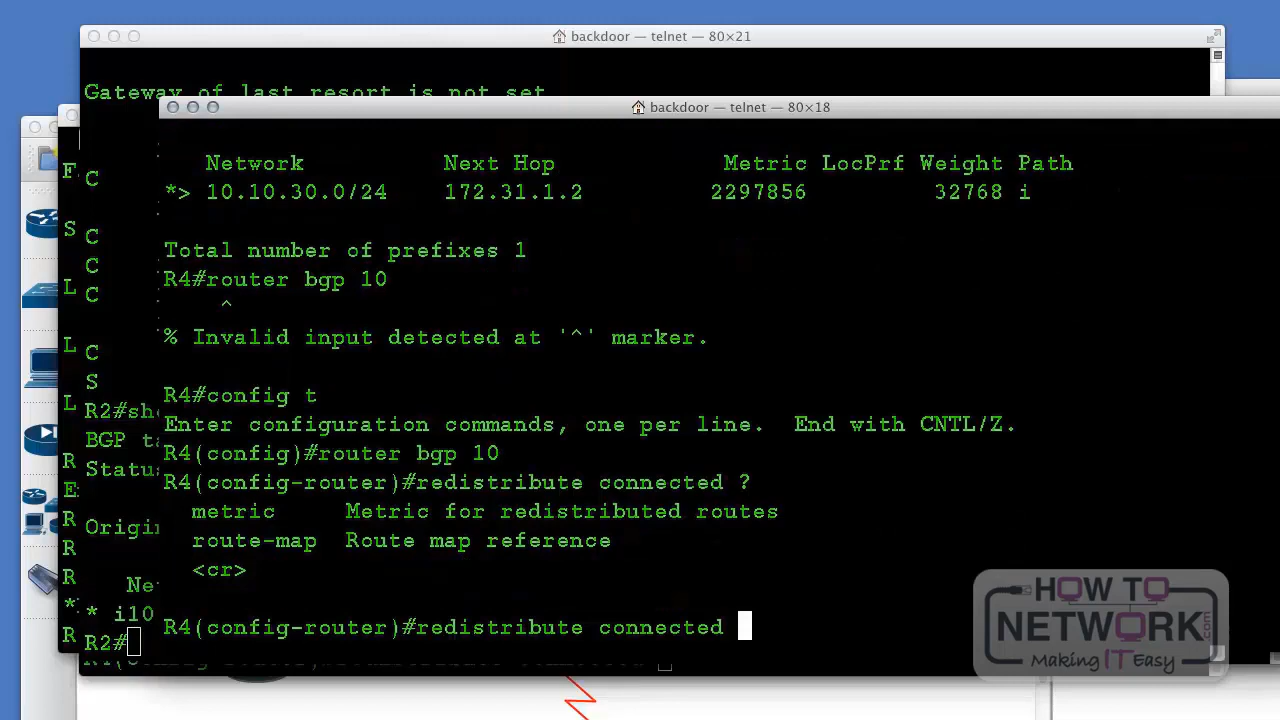 backdoor — telnet — 80×21
Gateway of last resort is not set
backdoor — telnet — 80×18
Network Next Hop Metric LocPrf Weight Path
*> 10.10.30.0/24 172.31.1.2 2297856 32768 i
Total number of prefixes 1
R4#router bgp 10
^
% Invalid input detected at '^' marker.
R4#config t
Enter configuration commands, one per line. End with CNTL/Z.
R4(config)#router bgp 10
R4(config-router)#redistribute connected ?
metric Metric for redistributed routes
route-map Route map reference
<cr>
R4(config-router)#redistribute connected
C
C
C
C
C
S
R2#sho
BGP ta
Status
Origin
Ne
* i10
R2#
F
S
L
L
L
R
E
R
R
R
*
R
HOW TO
NETWORK.com
Making IT Easy